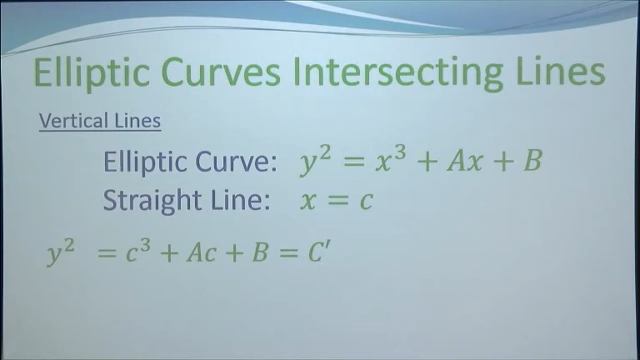 Elliptic Curves Intersecting Lines
Vertical Lines
Elliptic Curve: y² = x³ + Ax + B
Straight Line: x = c
y² = c³ + Ac + B = C′